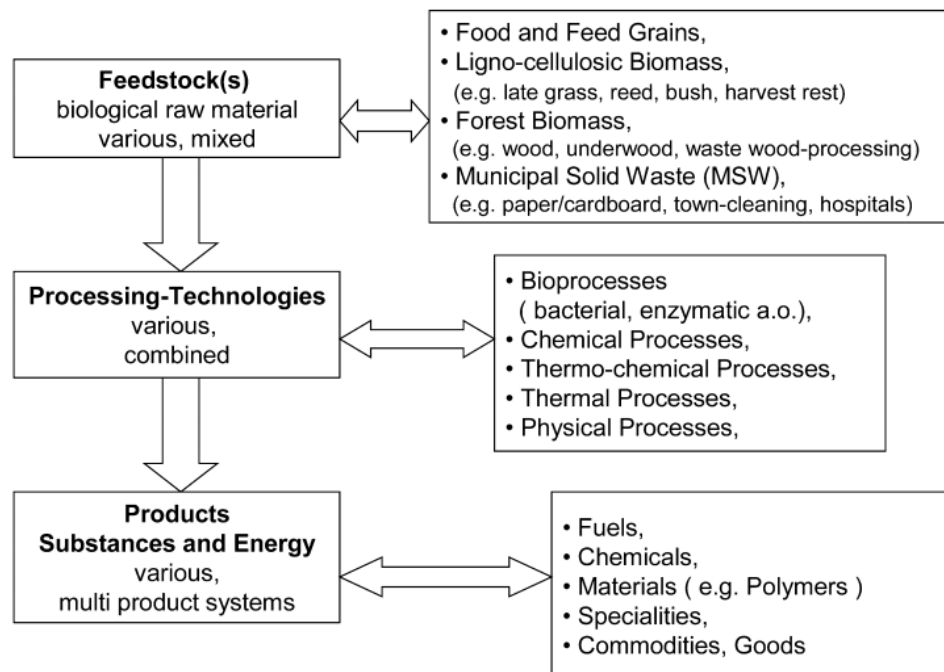 Feedstock(s)
biological raw material
various, mixed
• Food and Feed Grains,
• Ligno-cellulosic Biomass,
(e.g. late grass, reed, bush, harvest rest)
• Forest Biomass,
(e.g. wood, underwood, waste wood-processing)
• Municipal Solid Waste (MSW),
(e.g. paper/cardboard, town-cleaning, hospitals)
Processing-Technologies
various,
combined
• Bioprocesses
( bacterial, enzymatic a.o.),
• Chemical Processes,
• Thermo-chemical Processes,
• Thermal Processes,
• Physical Processes,
Products
Substances and Energy
various,
multi product systems
• Fuels,
• Chemicals,
• Materials ( e.g. Polymers )
• Specialities,
• Commodities, Goods